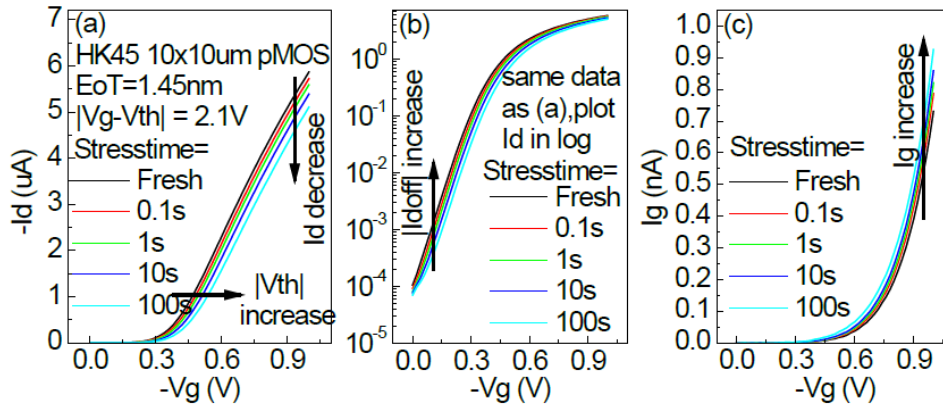 (a)
HK45 10x10um pMOS
EoT=1.45nm
|Vg-Vth| = 2.1V
Stresstime=
Fresh
0.1s
1s
10s
100s
Id decrease
|Vth|
increase
-Id (uA)
7
6
5
4
3
2
1
0
0.0 0.3 0.6 0.9
-Vg (V)
(b)
same data
as (a),plot
Id in log
Stresstime=
Fresh
0.1s
1s
10s
100s
|Idoff| increase
10⁰
10⁻¹
10⁻²
10⁻³
10⁻⁴
10⁻⁵
0.0 0.3 0.6 0.9
-Vg (V)
(c)
Stresstime=
Fresh
0.1s
1s
10s
100s
Ig increase
Ig (nA)
1.0
0.9
0.8
0.7
0.6
0.5
0.4
0.3
0.2
0.1
0.0
0.0 0.3 0.6 0.9
-Vg (V)